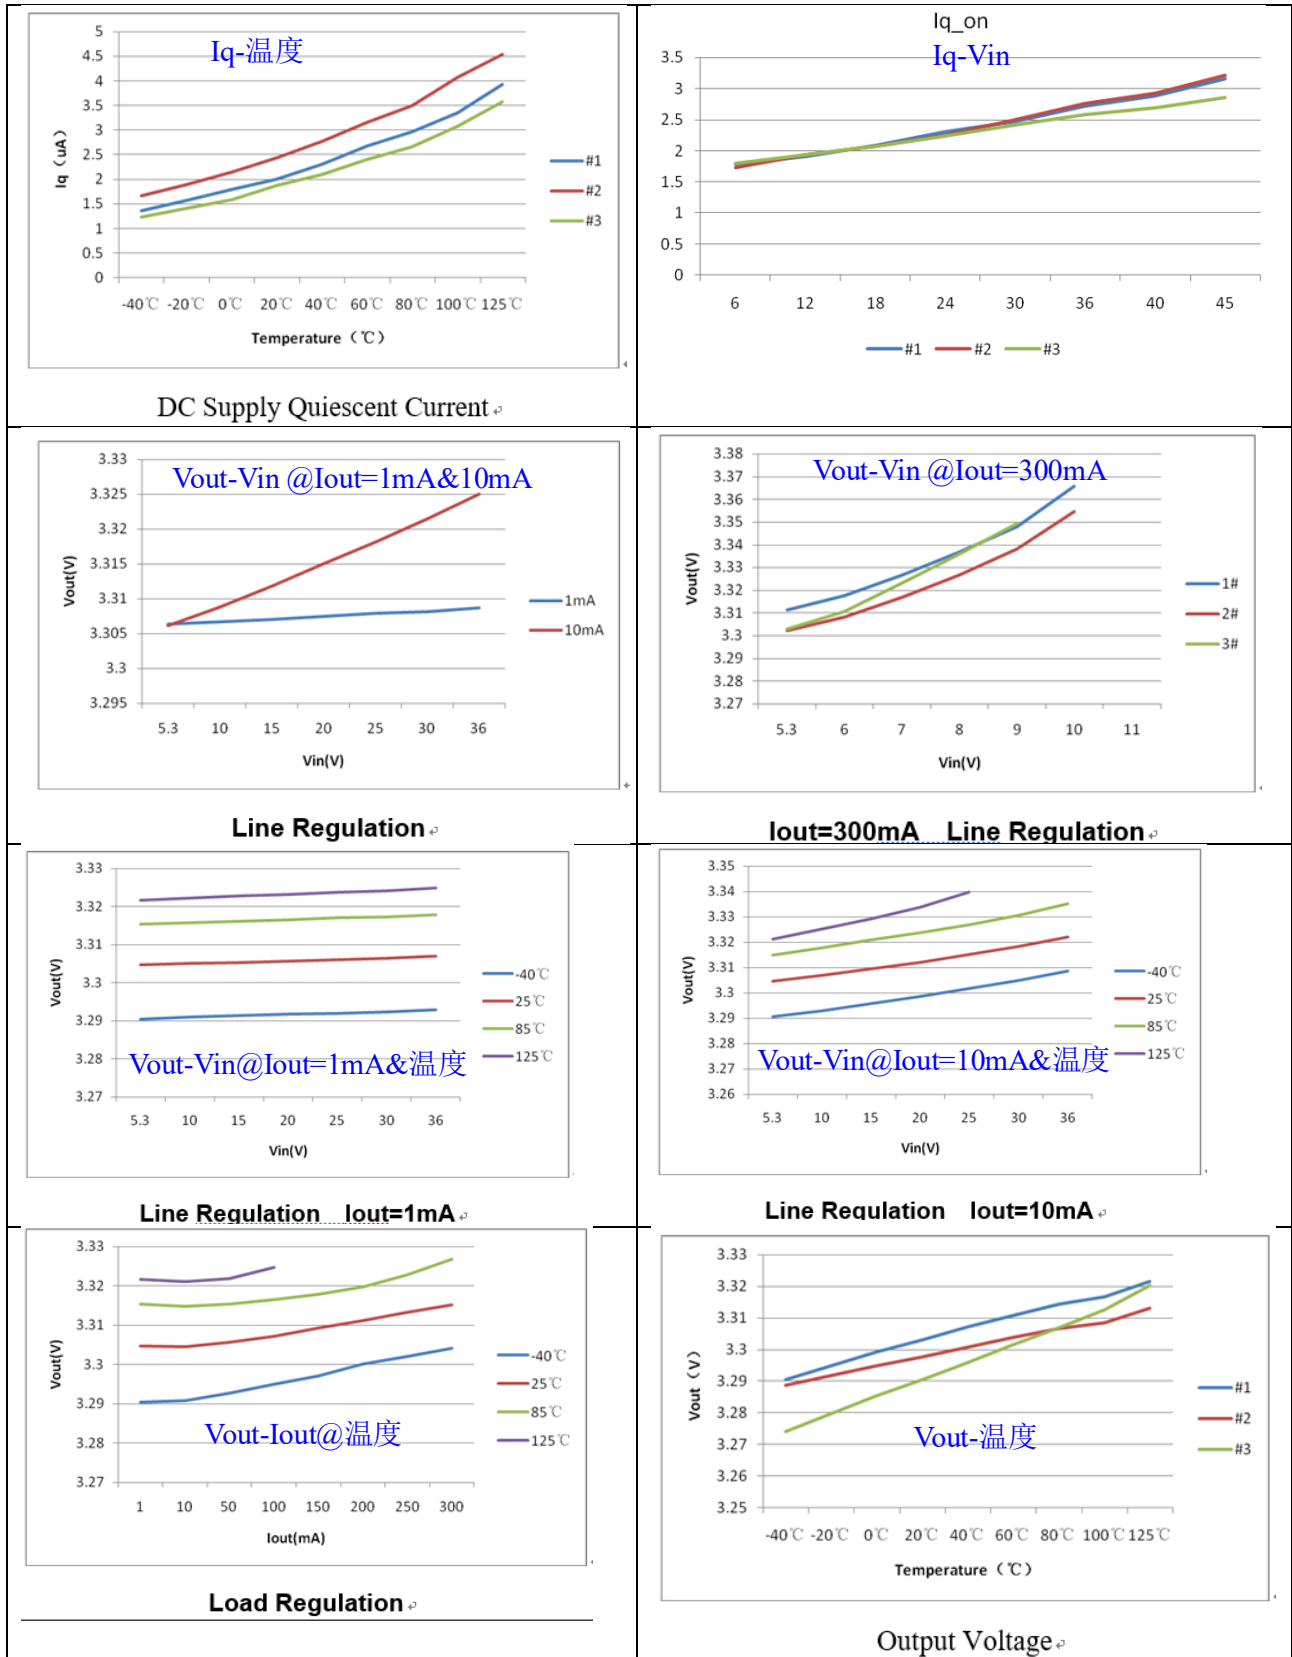 Iq-温度
5
4.5
4
3.5
3
2.5
2
1.5
1
0.5
0
Iq（uA）
-40℃ -20℃ 0℃ 20℃ 40℃ 60℃ 80℃ 100℃ 125℃
Temperature（℃）
#1
#2
#3
DC Supply Quiescent Current
Iq_on
Iq-Vin
3.5
3
2.5
2
1.5
1
0.5
0
6 12 18 24 30 36 40 45
#1 #2 #3
Vout-Vin @Iout=1mA&10mA
3.33
3.325
3.32
3.315
3.31
3.305
3.3
3.295
Vout(V)
5.3 10 15 20 25 30 36
Vin(V)
1mA
10mA
Line Regulation
Vout-Vin @Iout=300mA
3.38
3.37
3.36
3.35
3.34
3.33
3.32
3.31
3.3
3.29
3.28
3.27
Vout(V)
5.3 6 7 8 9 10 11
Vin(V)
1#
2#
3#
Iout=300mA Line Regulation
3.33
3.32
3.31
3.3
3.29
3.28
3.27
Vout(V)
Vout-Vin@Iout=1mA&温度
5.3 10 15 20 25 30 36
Vin(V)
-40℃
25℃
85℃
125℃
Line Regulation Iout=1mA
3.35
3.34
3.33
3.32
3.31
3.3
3.29
3.28
3.27
3.26
Vout(V)
Vout-Vin@Iout=10mA&温度
5.3 10 15 20 25 30 36
Vin(V)
-40℃
25℃
85℃
125℃
Line Regulation Iout=10mA
3.33
3.32
3.31
3.3
3.29
3.28
3.27
Vout(V)
Vout-Iout@温度
1 10 50 100 150 200 250 300
Iout(mA)
-40℃
25℃
85℃
125℃
Load Regulation
3.33
3.32
3.31
3.3
3.29
3.28
3.27
3.26
3.25
Vout（V）
Vout-温度
-40℃ -20℃ 0℃ 20℃ 40℃ 60℃ 80℃ 100℃ 125℃
Temperature（℃）
#1
#2
#3
Output Voltage